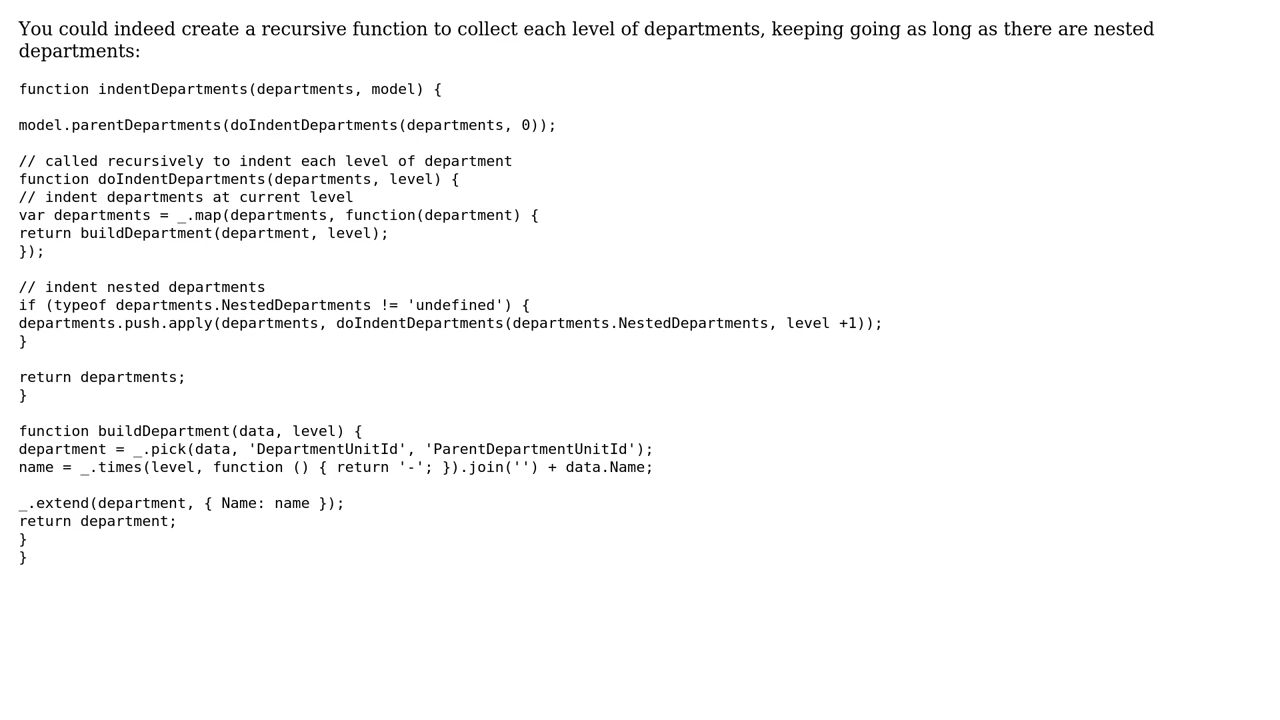 You could indeed create a recursive function to collect each level of departments, keeping going as long as there are nested
departments:
function indentDepartments(departments, model) {
model.parentDepartments(doIndentDepartments(departments, 0));
// called recursively to indent each level of department
function doIndentDepartments(departments, level) {
// indent departments at current level
var departments = _.map(departments, function(department) {
return buildDepartment(department, level);
});
// indent nested departments
if (typeof departments.NestedDepartments != 'undefined') {
departments.push.apply(departments, doIndentDepartments(departments.NestedDepartments, level +1));
}
return departments;
}
function buildDepartment(data, level) {
department = _.pick(data, 'DepartmentUnitId', 'ParentDepartmentUnitId');
name = _.times(level, function () { return '-'; }).join('') + data.Name;
_.extend(department, { Name: name });
return department;
}
}